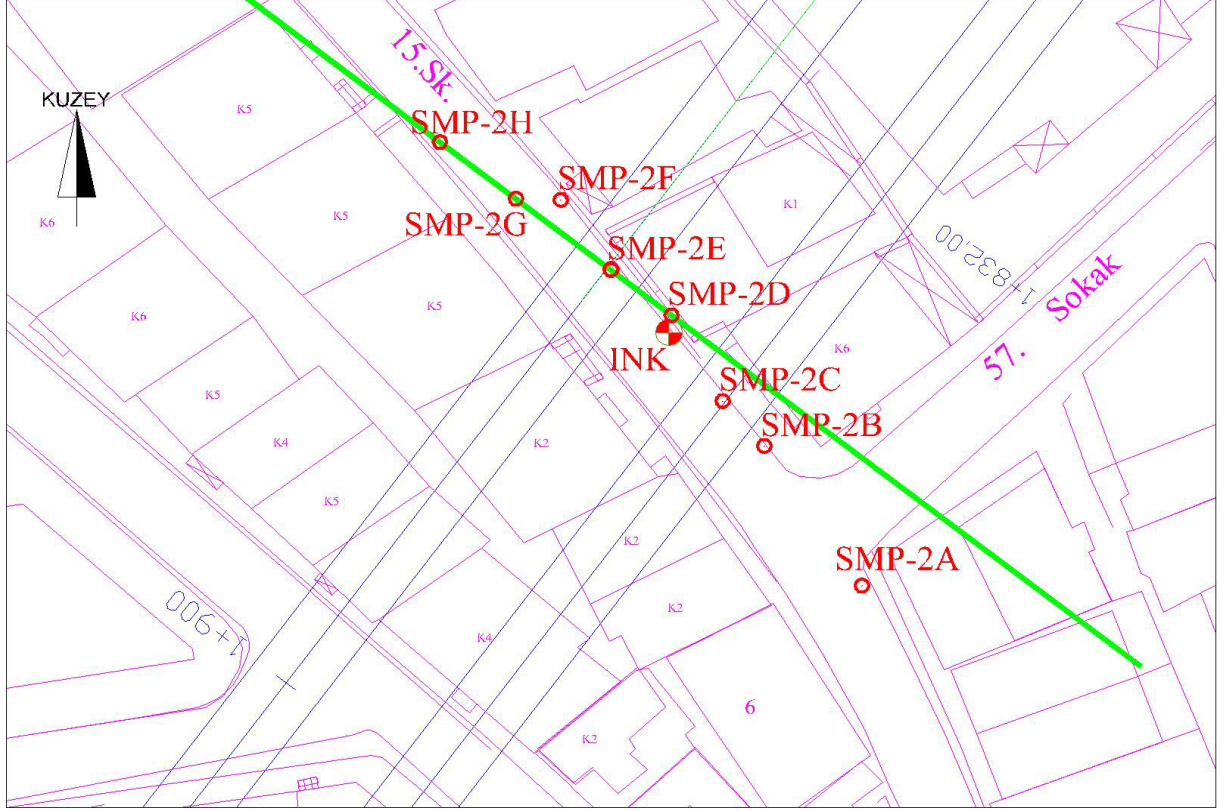 15.Sk.
KUZEY
K5
SMP-2H
SMP-2F
K1
K6
K5
SMP-2G
1+832.00
SMP-2E
Sokak
SMP-2D
K6
K5
57.
K6
INK
SMP-2C
K5
SMP-2B
K4
K2
K5
K2
SMP-2A
1+900
K2
K4
6
K2